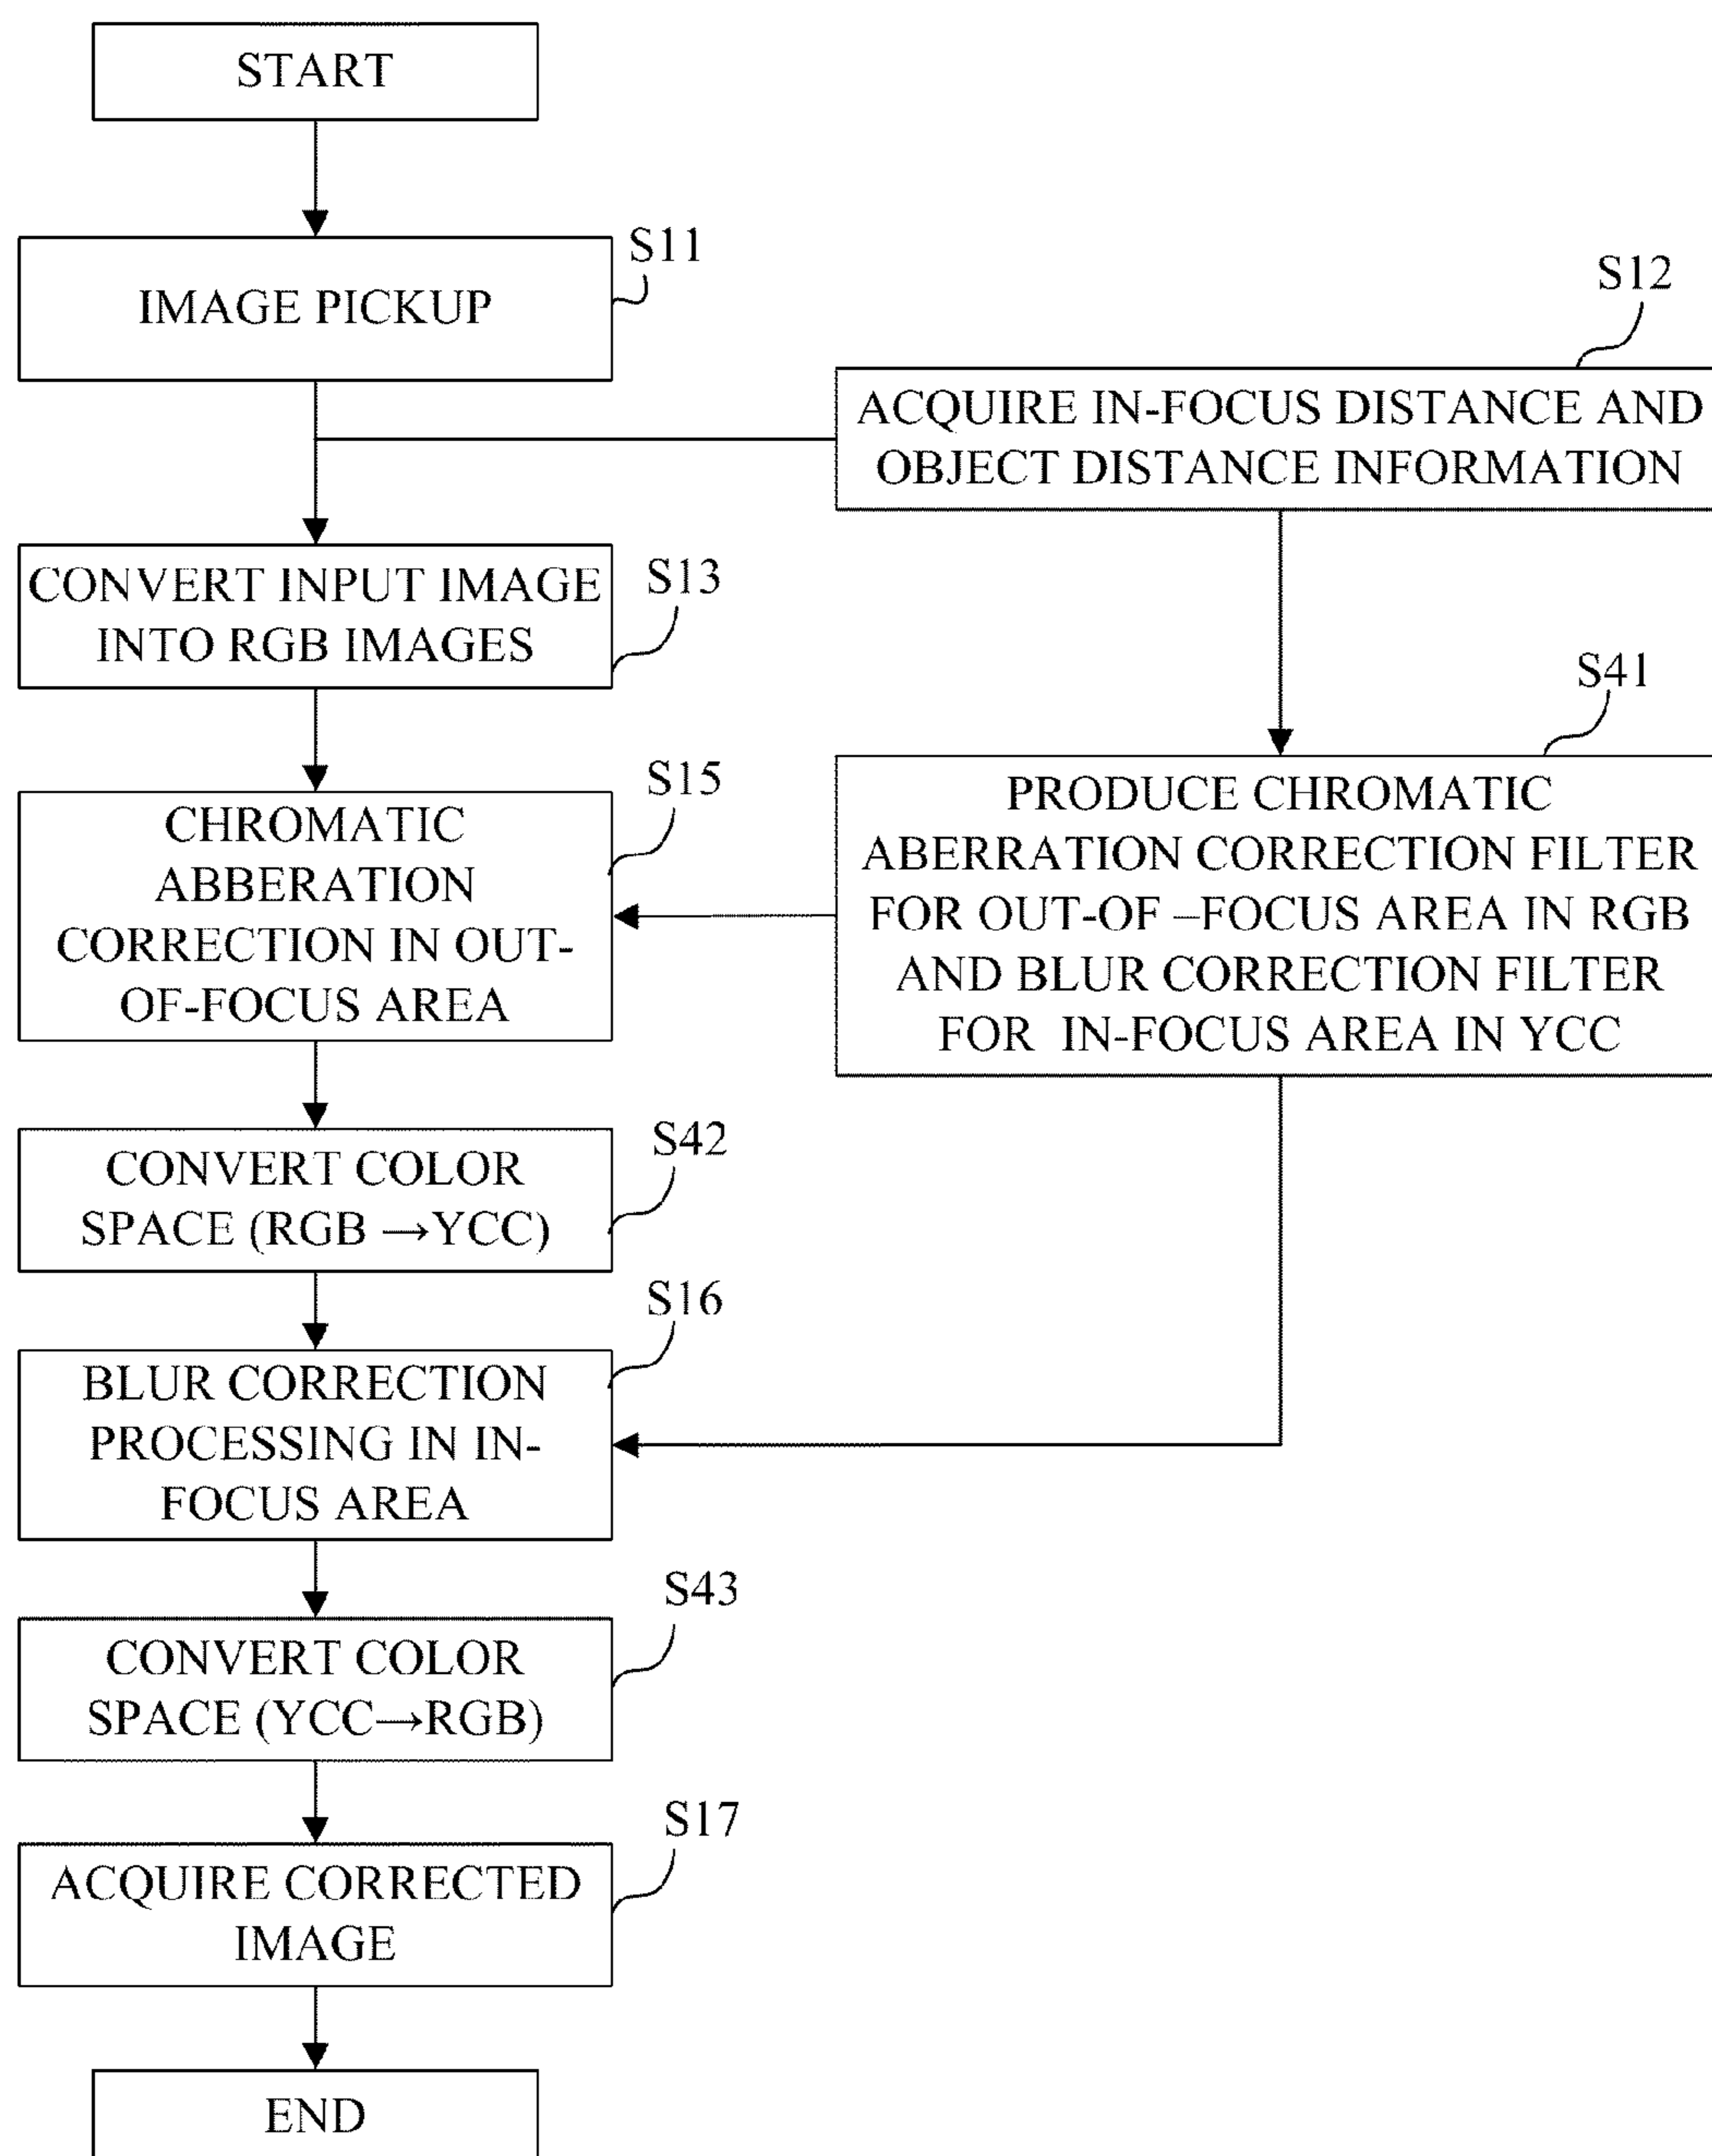 START
S11
IMAGE PICKUP
S12
ACQUIRE IN-FOCUS DISTANCE AND
OBJECT DISTANCE INFORMATION
S13
CONVERT INPUT IMAGE
INTO RGB IMAGES
S41
PRODUCE CHROMATIC
ABERRATION CORRECTION FILTER
FOR OUT-OF –FOCUS AREA IN RGB
AND BLUR CORRECTION FILTER
FOR IN-FOCUS AREA IN YCC
S15
CHROMATIC
ABBERATION
CORRECTION IN OUT-
OF-FOCUS AREA
S42
CONVERT COLOR
SPACE (RGB →YCC)
S16
BLUR CORRECTION
PROCESSING IN IN-
FOCUS AREA
S43
CONVERT COLOR
SPACE (YCC→RGB)
S17
ACQUIRE CORRECTED
IMAGE
END